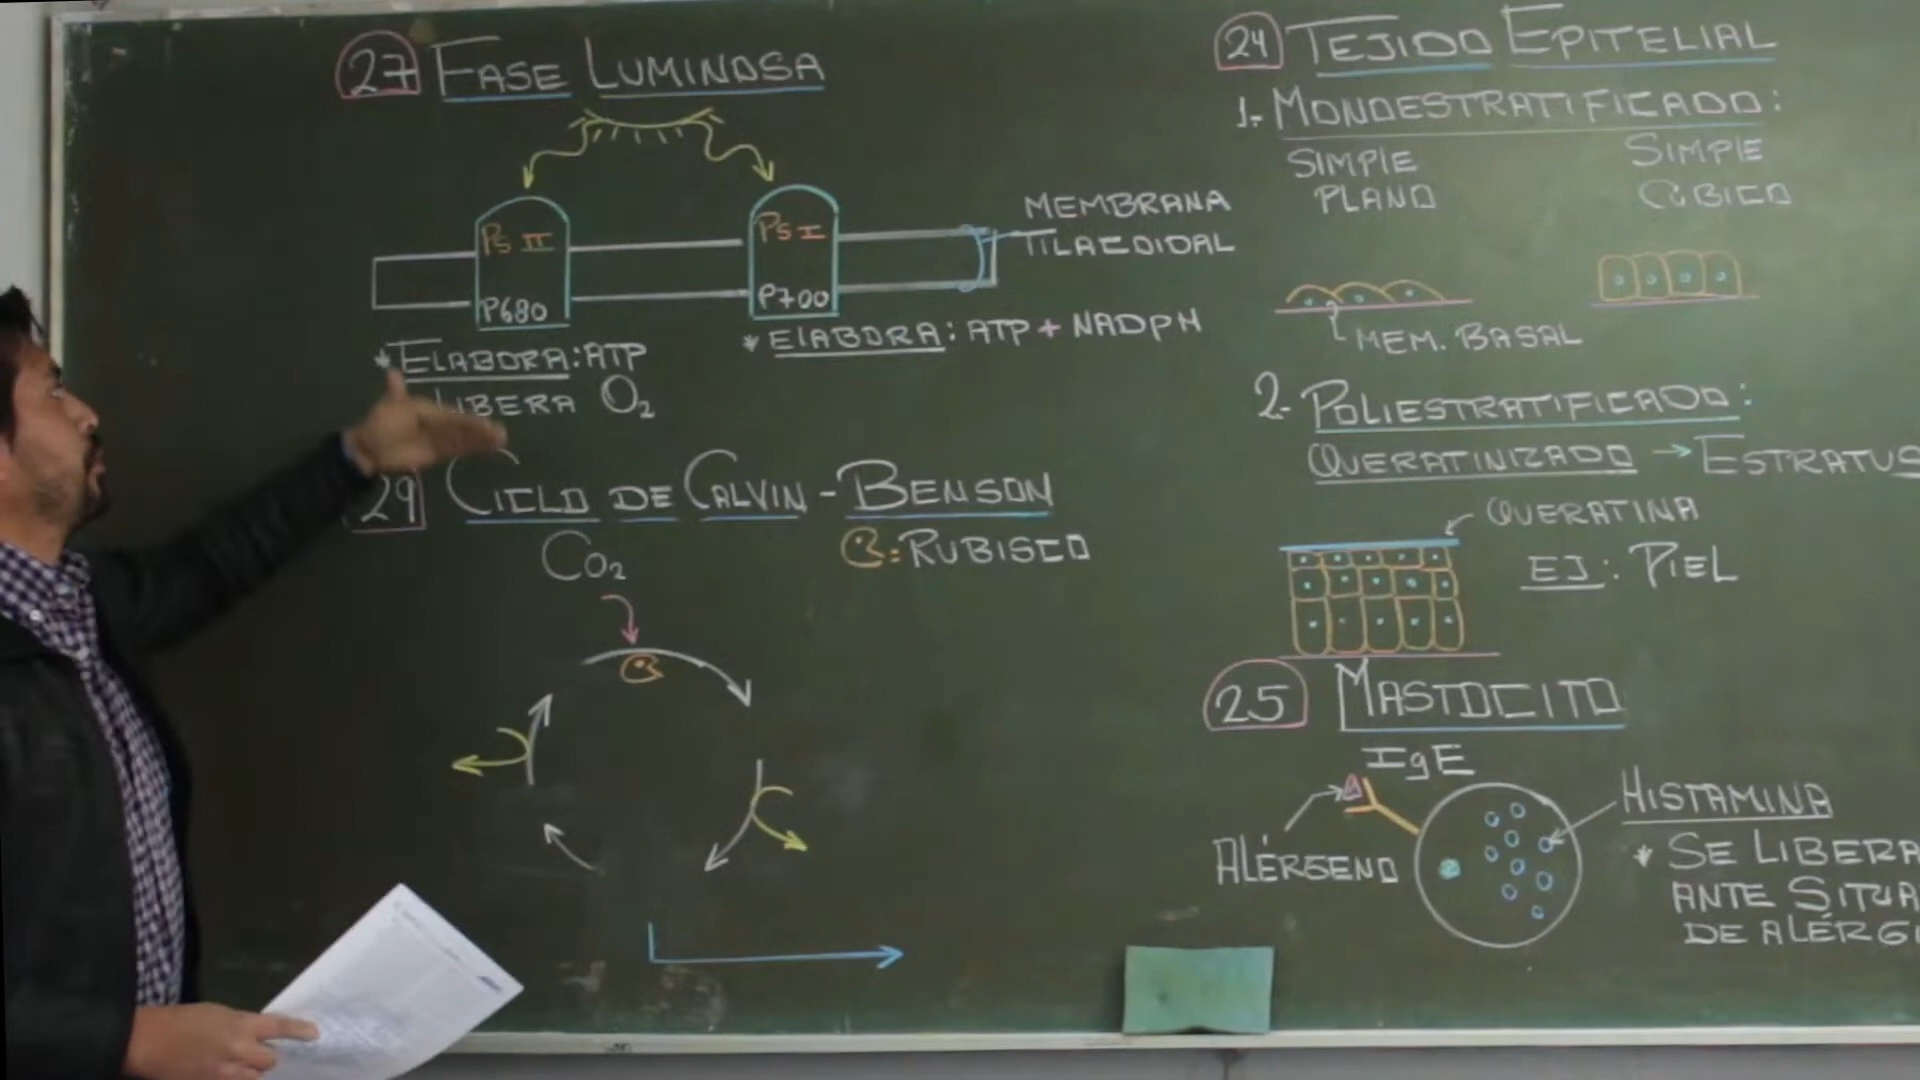 27 FASE LUMINOSA
PS II
P680
PS I
P700
MEMBRANA
TILACOIDAL
* ELABORA: ATP
LIBERA O2
* ELABORA: ATP + NADPH
29 CICLO DE CALVIN - BENSON
CO2
: RUBISCO
24 TEJIDO EPITELIAL
1.- MONOESTRATIFICADO:
SIMPLE
PLANO
SIMPLE
CÚBICO
MEM. BASAL
2.- POLIESTRATIFICADO:
QUERATINIZADO → ESTRATUS
QUERATINA
EJ: PIEL
25 MASTOCITO
IgE
ALÉRGENO
HISTAMINA
* SE LIBERA
ANTE SITUA
DE ALÉRGI